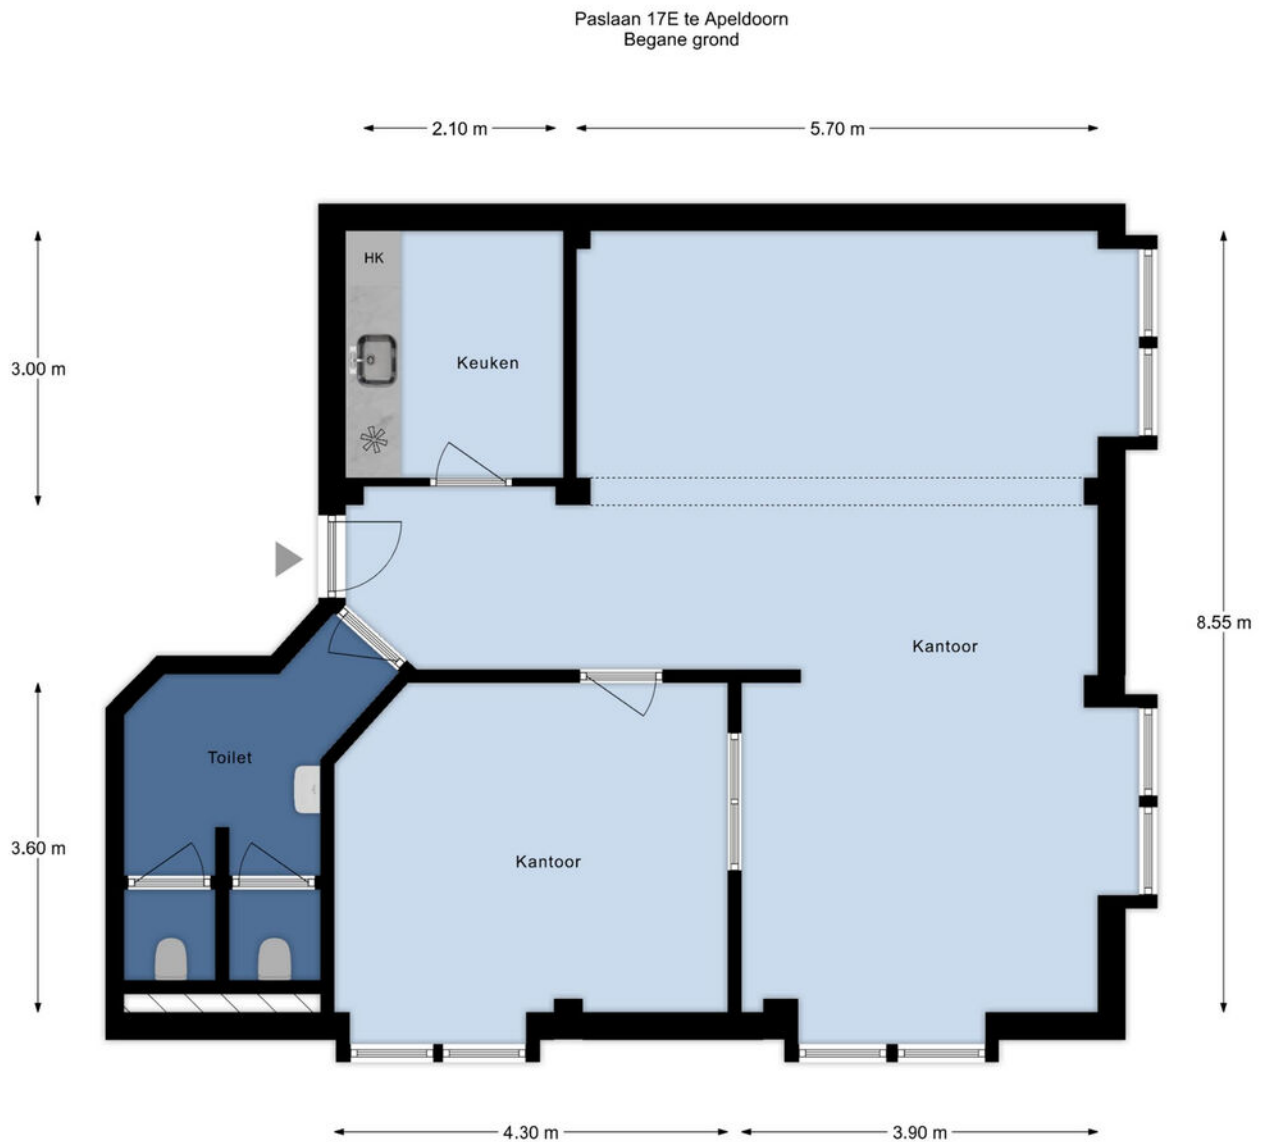 Paslaan 17E te Apeldoorn
Begane grond
2.10 m
5.70 m
HK
3.00 m
Keuken
8.55 m
Kantoor
Toilet
3.60 m
Kantoor
4.30 m
3.90 m